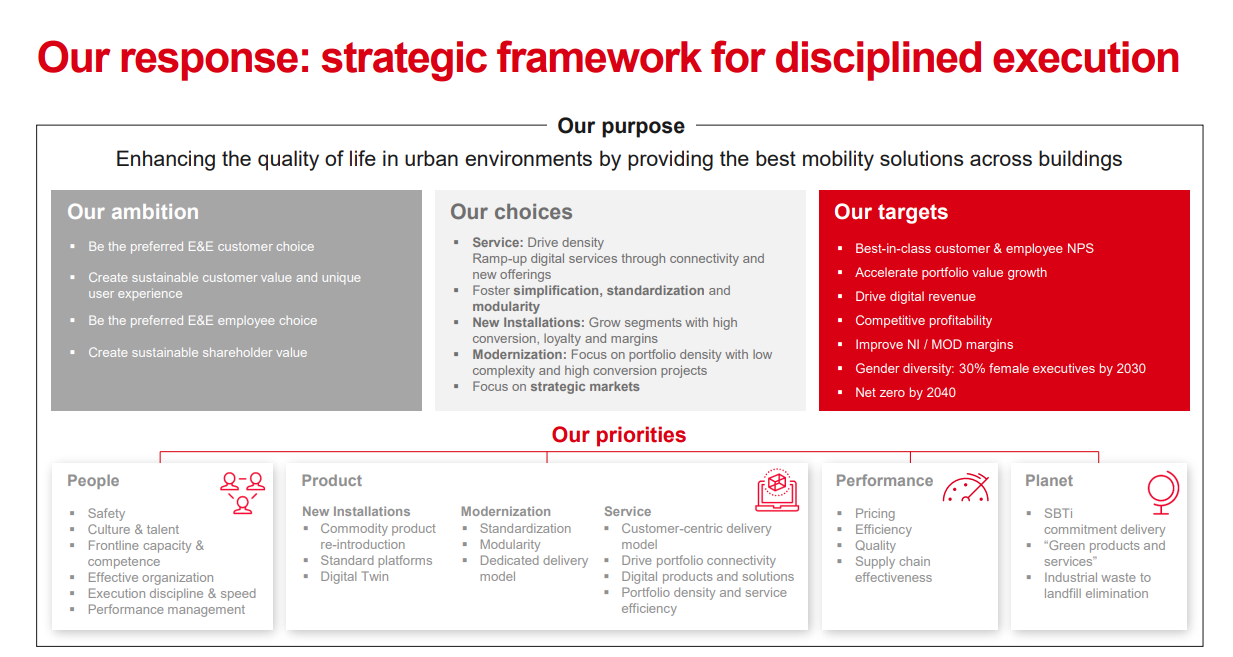 Our response: strategic framework for disciplined execution
Our purpose
Enhancing the quality of life in urban environments by providing the best mobility solutions across buildings
Our ambition
▪ Be the preferred E&E customer choice
▪ Create sustainable customer value and unique
user experience
▪ Be the preferred E&E employee choice
▪ Create sustainable shareholder value
Our choices
▪ Service: Drive density
Ramp-up digital services through connectivity and
new offerings
▪ Foster simplification, standardization and
modularity
▪ New Installations: Grow segments with high
conversion, loyalty and margins
▪ Modernization: Focus on portfolio density with low
complexity and high conversion projects
▪ Focus on strategic markets
Our targets
▪ Best-in-class customer & employee NPS
▪ Accelerate portfolio value growth
▪ Drive digital revenue
▪ Competitive profitability
▪ Improve NI / MOD margins
▪ Gender diversity: 30% female executives by 2030
▪ Net zero by 2040
Our priorities
People
▪ Safety
▪ Culture & talent
▪ Frontline capacity &
competence
▪ Effective organization
▪ Execution discipline & speed
▪ Performance management
Product
New Installations
▪ Commodity product
re-introduction
▪ Standard platforms
▪ Digital Twin
Modernization
▪ Standardization
▪ Modularity
▪ Dedicated delivery
model
Service
▪ Customer-centric delivery
model
▪ Drive portfolio connectivity
▪ Digital products and solutions
▪ Portfolio density and service
efficiency
Performance
▪ Pricing
▪ Efficiency
▪ Quality
▪ Supply chain
effectiveness
Planet
▪ SBTi
commitment delivery
▪ “Green products and
services”
▪ Industrial waste to
landfill elimination